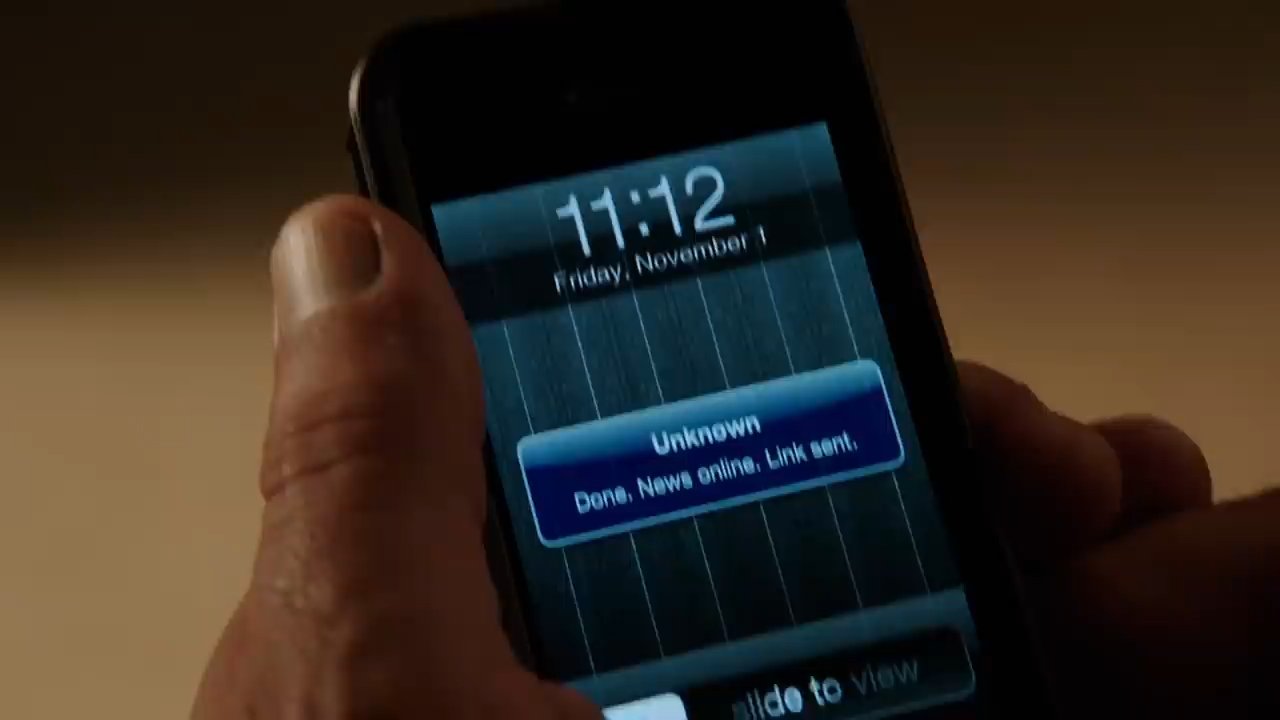 11:12
Friday, November 1
Unknown
Done. News online. Link sent.
slide to view